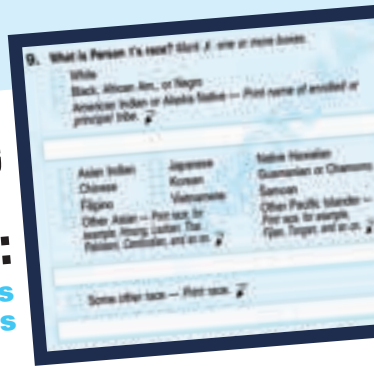 9. What is Person 1's race? Mark X one or more boxes.
White
Black, African Am., or Negro
American Indian or Alaska Native — Print name of enrolled or
principal tribe.
Asian Indian
Chinese
Filipino
Other Asian — Print race, for
example, Hmong, Laotian, Thai,
Pakistani, Cambodian, and so on.
Japanese
Korean
Vietnamese
Native Hawaiian
Guamanian or Chamorro
Samoan
Other Pacific Islander —
Print race, for example,
Fijian, Tongan, and so on.
Some other race — Print race.
s
s